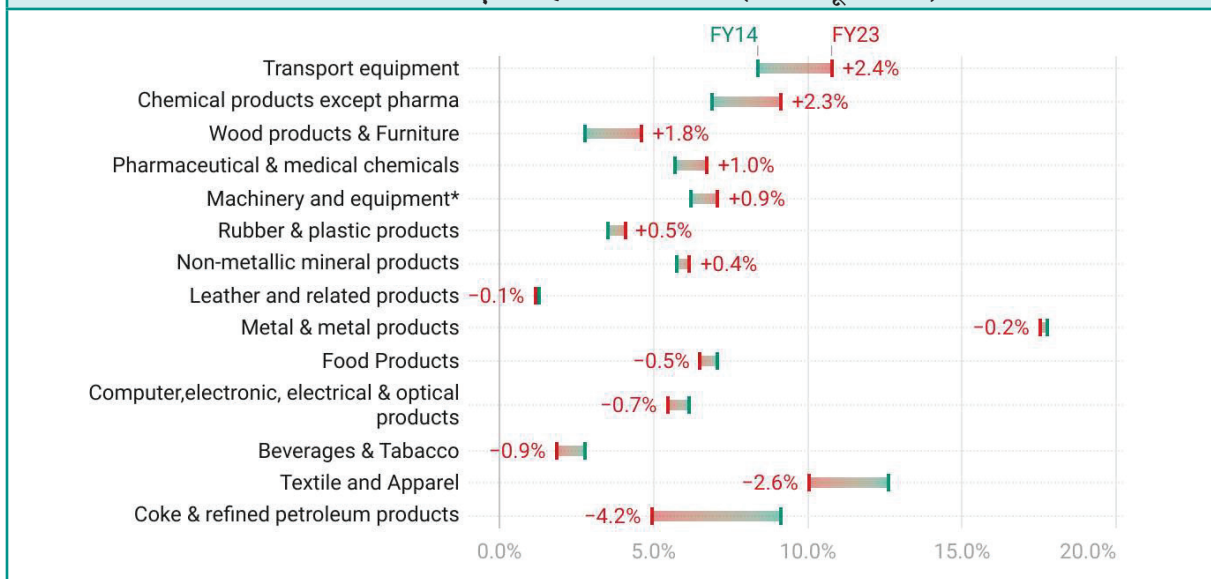 FY14 FY23
Transport equipment +2.4%
Chemical products except pharma +2.3%
Wood products & Furniture +1.8%
Pharmaceutical & medical chemicals +1.0%
Machinery and equipment* +0.9%
Rubber & plastic products +0.5%
Non-metallic mineral products +0.4%
Leather and related products −0.1%
Metal & metal products −0.2%
Food Products −0.5%
Computer,electronic, electrical & optical
products −0.7%
Beverages & Tabacco −0.9%
Textile and Apparel −2.6%
Coke & refined petroleum products −4.2%
0.0% 5.0% 10.0% 15.0% 20.0%